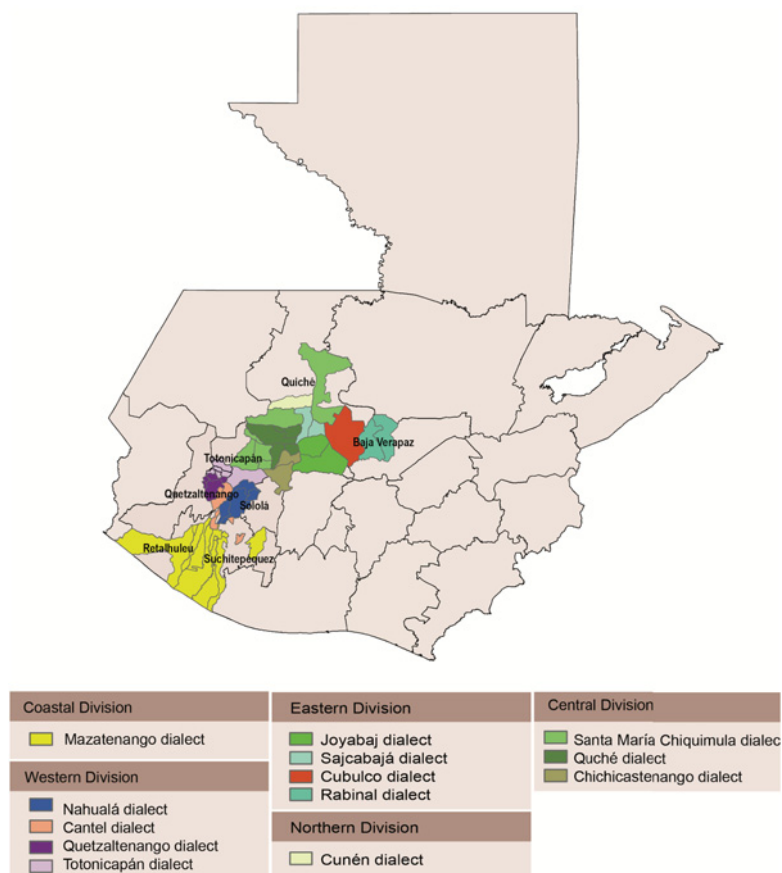 Quiché
Baja Verapaz
Totonicapán
Quetzaltenango
Sololá
Retalhuleu
Suchitepéquez
Coastal Division
Mazatenango dialect
Western Division
Nahualá dialect
Cantel dialect
Quetzaltenango dialect
Totonicapán dialect
Eastern Division
Joyabaj dialect
Sajcabajá dialect
Cubulco dialect
Rabinal dialect
Northern Division
Cunén dialect
Central Division
Santa María Chiquimula dialec
Quché dialect
Chichicastenango dialect